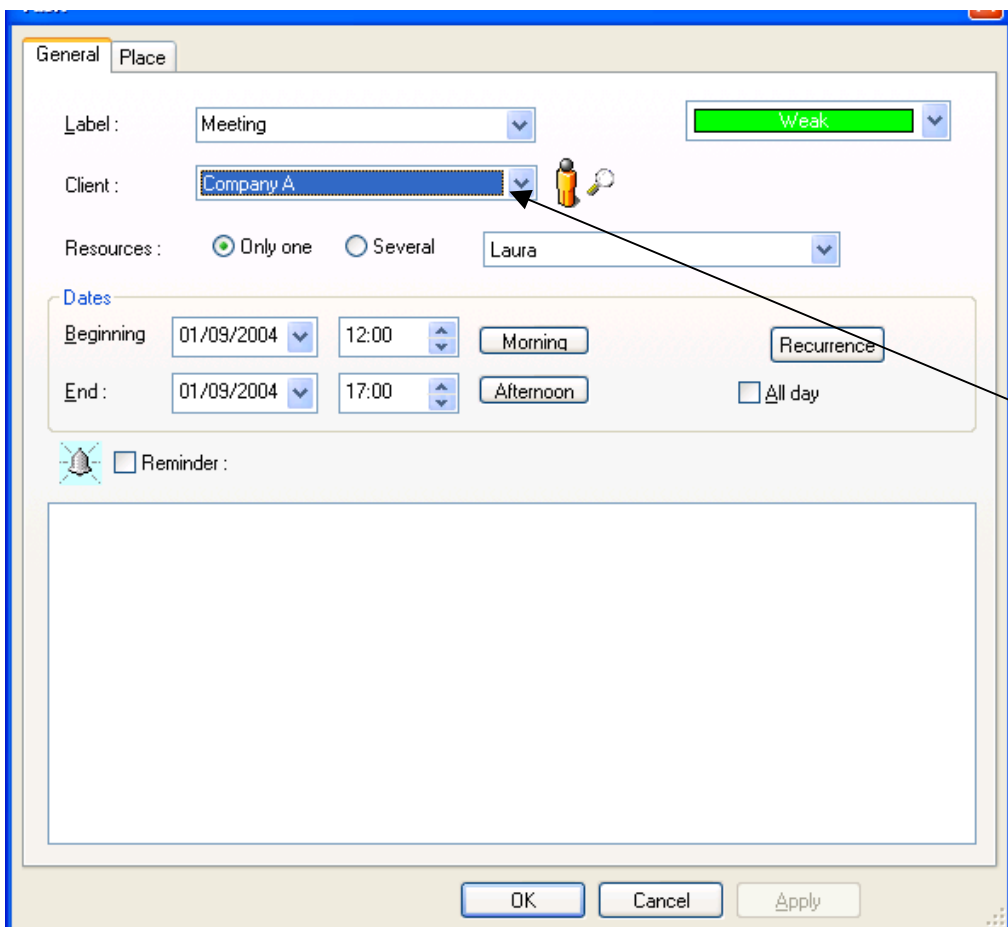 General Place
Label : Meeting Weak
Client : Company A
Resources : Only one Several Laura
Dates
Beginning 01/09/2004 12:00 Morning Recurrence
End : 01/09/2004 17:00 Afternoon All day
Reminder :
OK Cancel Apply